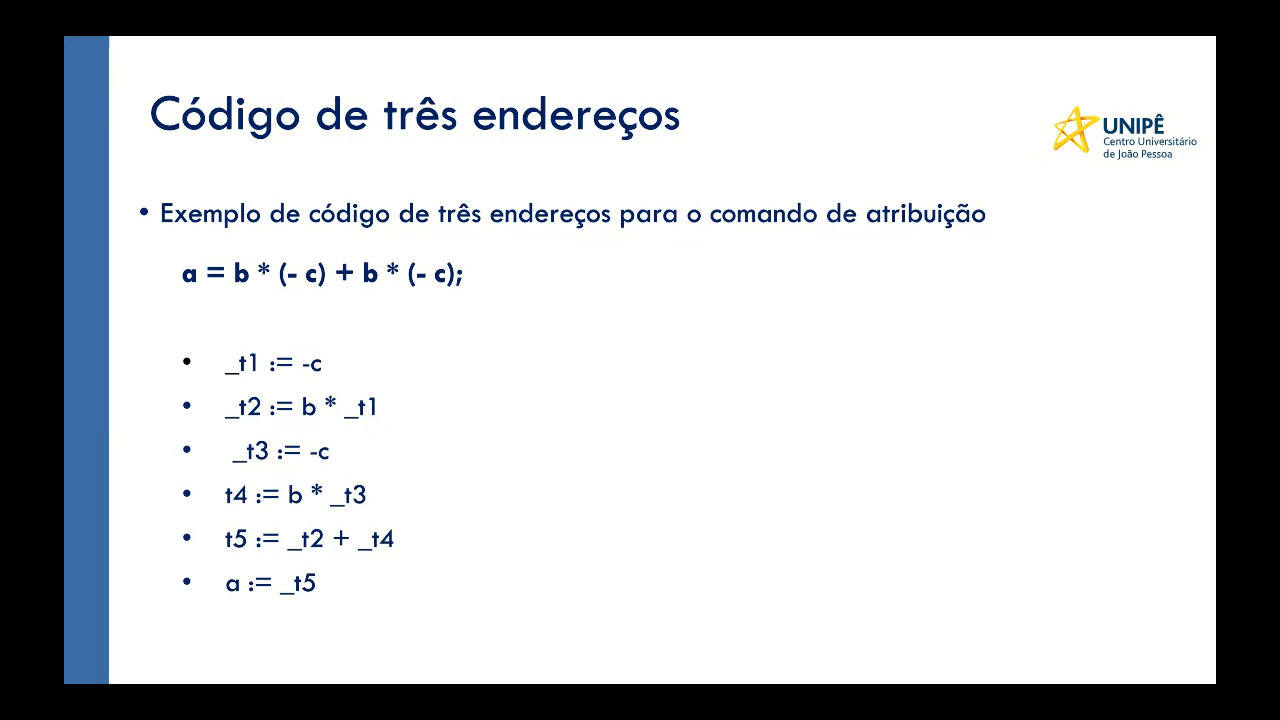 Código de três endereços
UNIPÊ
Centro Universitário
de João Pessoa
• Exemplo de código de três endereços para o comando de atribuição
a = b * (- c) + b * (- c);
• _t1 := -c
• _t2 := b * _t1
• _t3 := -c
• t4 := b * _t3
• t5 := _t2 + _t4
• a := _t5